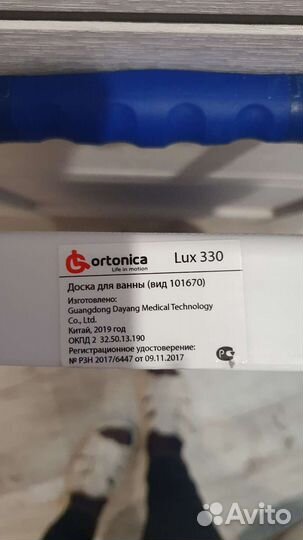 ortonica
Life in motion
Lux 330
Доска для ванны (вид 101670)
Изготовлено:
Guangdong Dayang Medical Technology
Co., Ltd.
Китай, 2019 год
ОКПД 2 32.50.13.190
Регистрационное удостоверение:
№ РЗН 2017/6447 от 09.11.2017
Avito